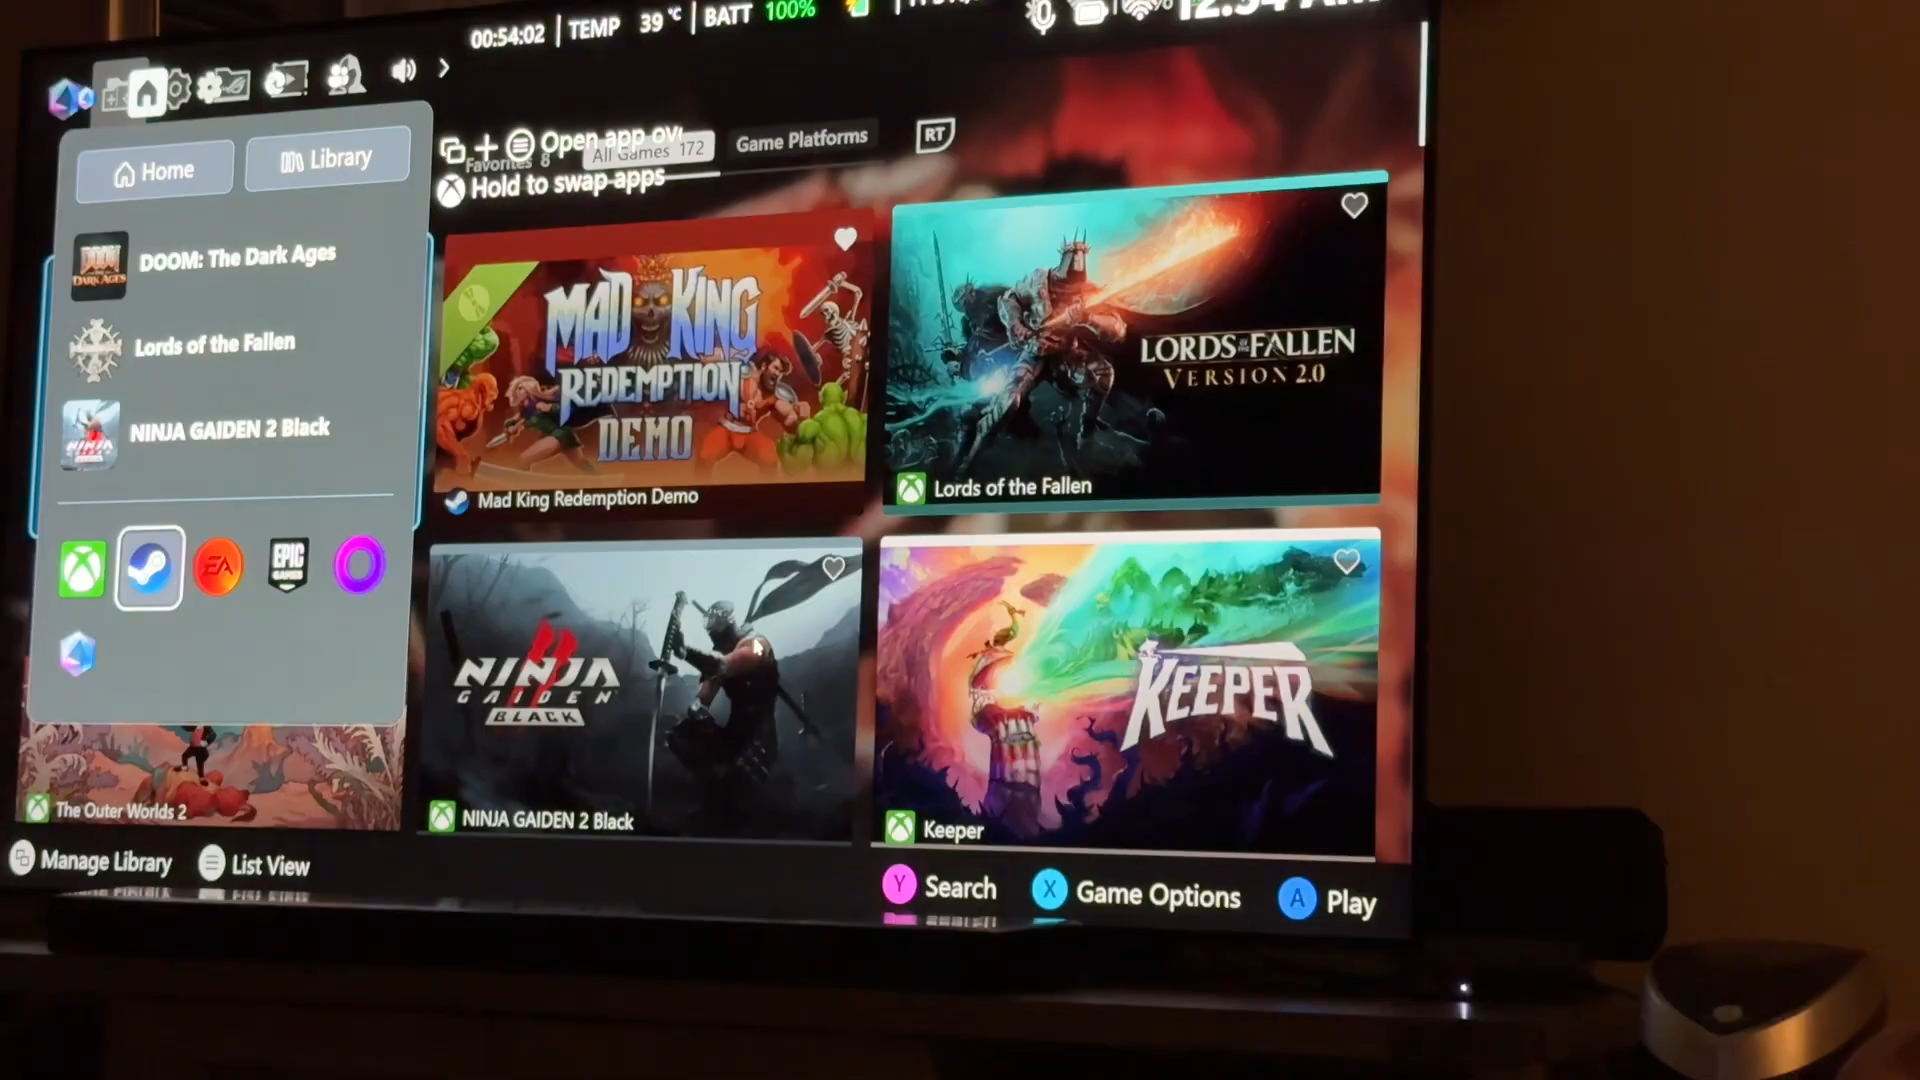 00:54:02 | TEMP 39 °C | BATT 100%
Home
Library
Open app
Favorites 8
All Games 172
Game Platforms
RT
Hold to swap apps
DOOM: The Dark Ages
Lords of the Fallen
NINJA GAIDEN 2 Black
EA
EPIC
GAMES
MAD KING
REDEMPTION
DEMO
Mad King Redemption Demo
LORDS OF THE FALLEN
VERSION 2.0
Lords of the Fallen
NINJA
GAIDEN
BLACK
NINJA GAIDEN 2 Black
KEEPER
Keeper
The Outer Worlds 2
Manage Library
List View
Y Search
X Game Options
A Play